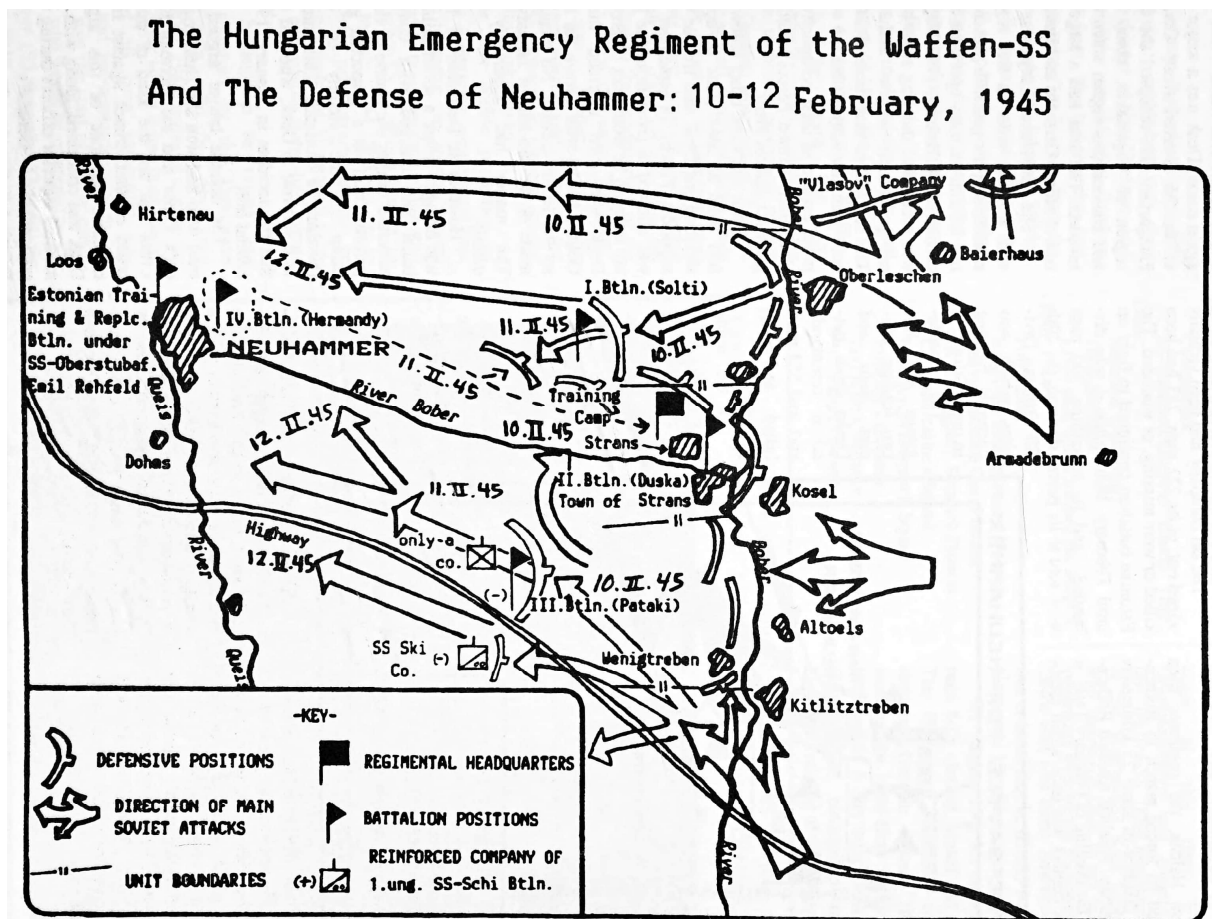 The Hungarian Emergency Regiment of the Waffen-SS
And The Defense of Neuhammer: 10-12 February, 1945
River
Hirtenau
Loos
11.II.45
10.II.45
12.II.45
Bober
River
"Vlasov" Company
Baierhaus
Oberleschen
Estonian Trai-
ning & Replc.
Btln. under
SS-Oberstubaf.
Emil Rehfeld
IV.Btln.(Hermandy)
NEUHAMMER
I.Btln.(Solti)
11.II.45
10.II.45
11.II.45
Training
Camp
Strans
River Bober
10.II.45
Queis
Dohms
12.II.45
II.Btln.(Duska)
Town of Strans
Kosel
Armadebrunn
11.II.45
Highway
12.II.45
only-a
co.
(-)
10.II.45
III.Btln.(Pataki)
Bober
River
Queis
SS Ski
Co.
(-)
Altoels
Wenigtreben
Kitlitztreben
River
-KEY-
DEFENSIVE POSITIONS
REGIMENTAL HEADQUARTERS
DIRECTION OF MAIN
SOVIET ATTACKS
BATTALION POSITIONS
UNIT BOUNDARIES
(+)
REINFORCED COMPANY OF
1.ung. SS-Schi Btln.